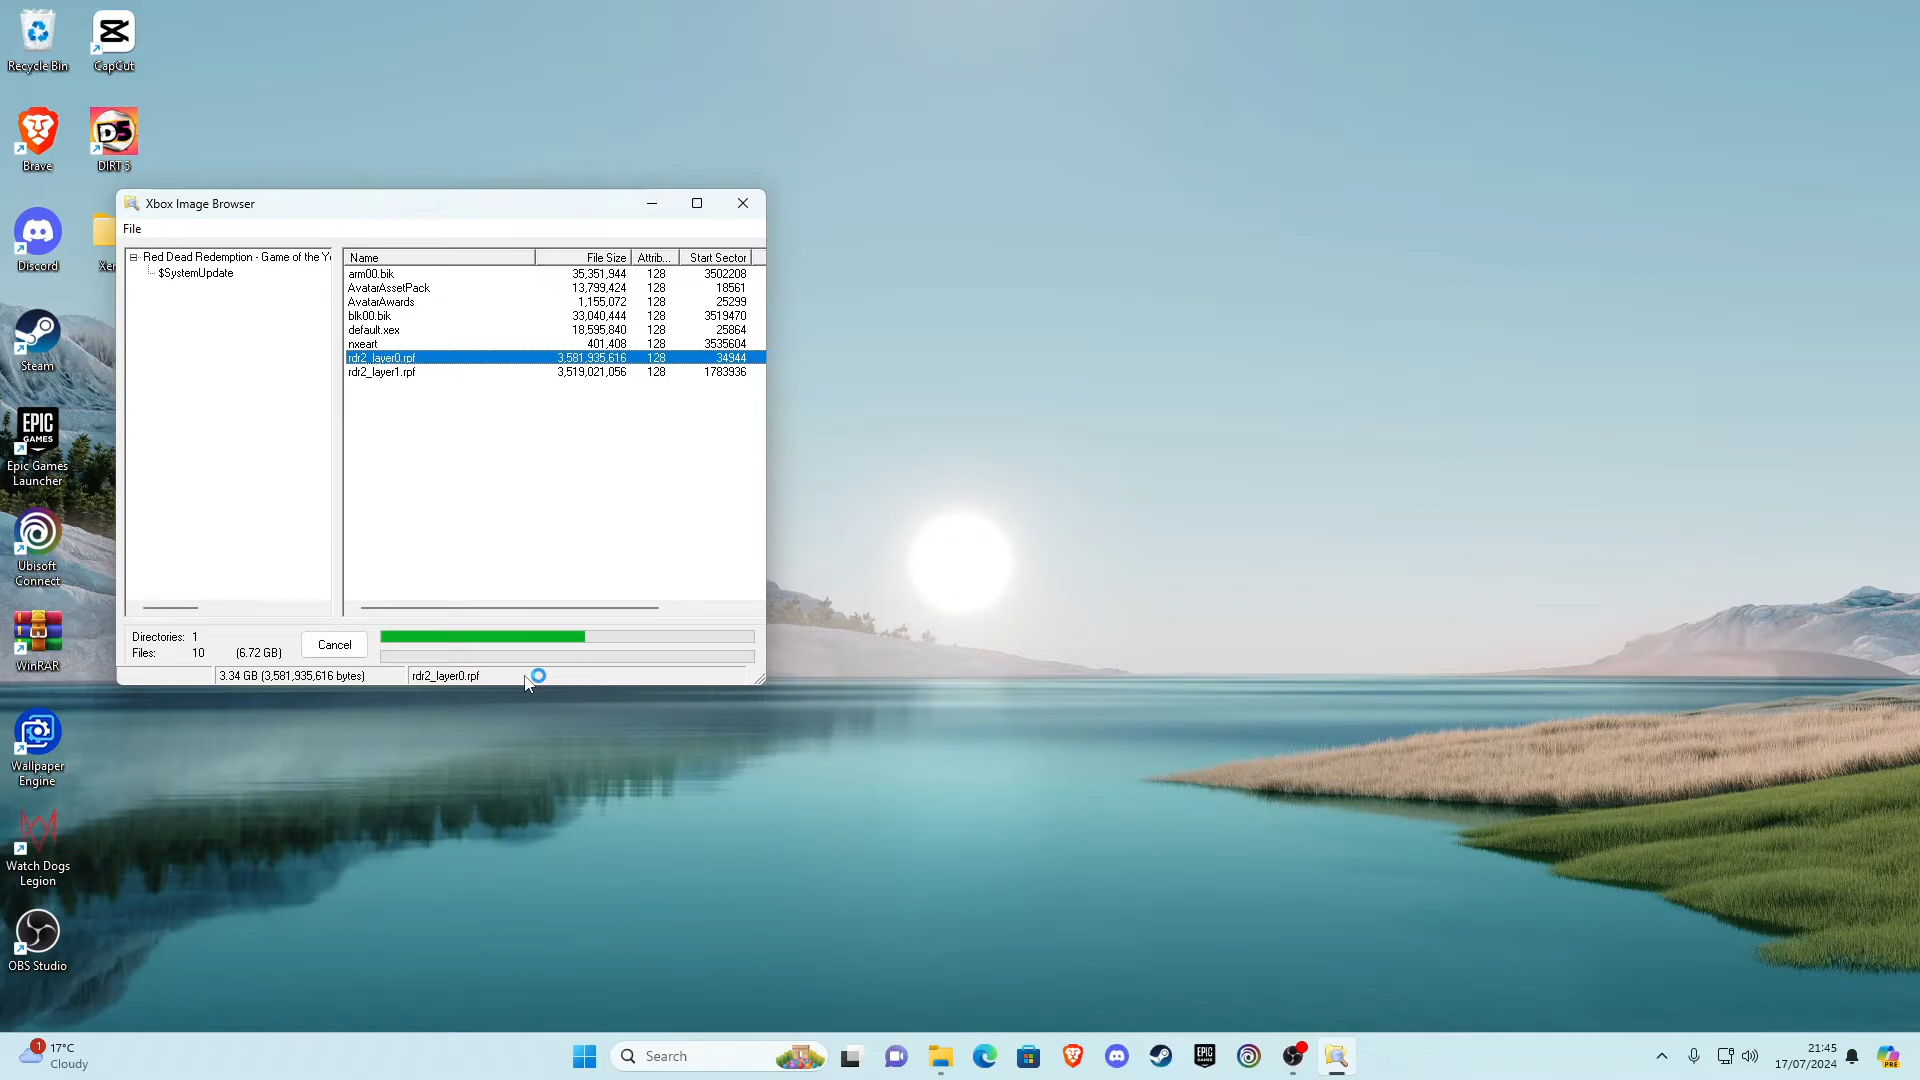 Recycle Bin
CapCut
Brave
DIRT 5
Discord
Xen
Steam
EPIC
GAMES
Epic Games
Launcher
Ubisoft
Connect
WinRAR
Wallpaper
Engine
Watch Dogs
Legion
OBS Studio
Xbox Image Browser
File
Red Dead Redemption - Game of the Y
$SystemUpdate
Name File Size Attrib... Start Sector
arm00.bik 35,351,944 128 3502208
AvatarAssetPack 13,799,424 128 18561
AvatarAwards 1,155,072 128 25299
blk00.bik 33,040,444 128 3519470
default.xex 18,595,840 128 25864
nxeart 401,408 128 3535604
rdr2_layer0.rpf 3,581,935,616 128 34944
rdr2_layer1.rpf 3,519,021,056 128 1783936
Directories: 1
Files: 10 (6.72 GB)
Cancel
3.34 GB (3,581,935,616 bytes) rdr2_layer0.rpf
1
17°C
Cloudy
Search
EPIC
21:45
17/07/2024
PRE